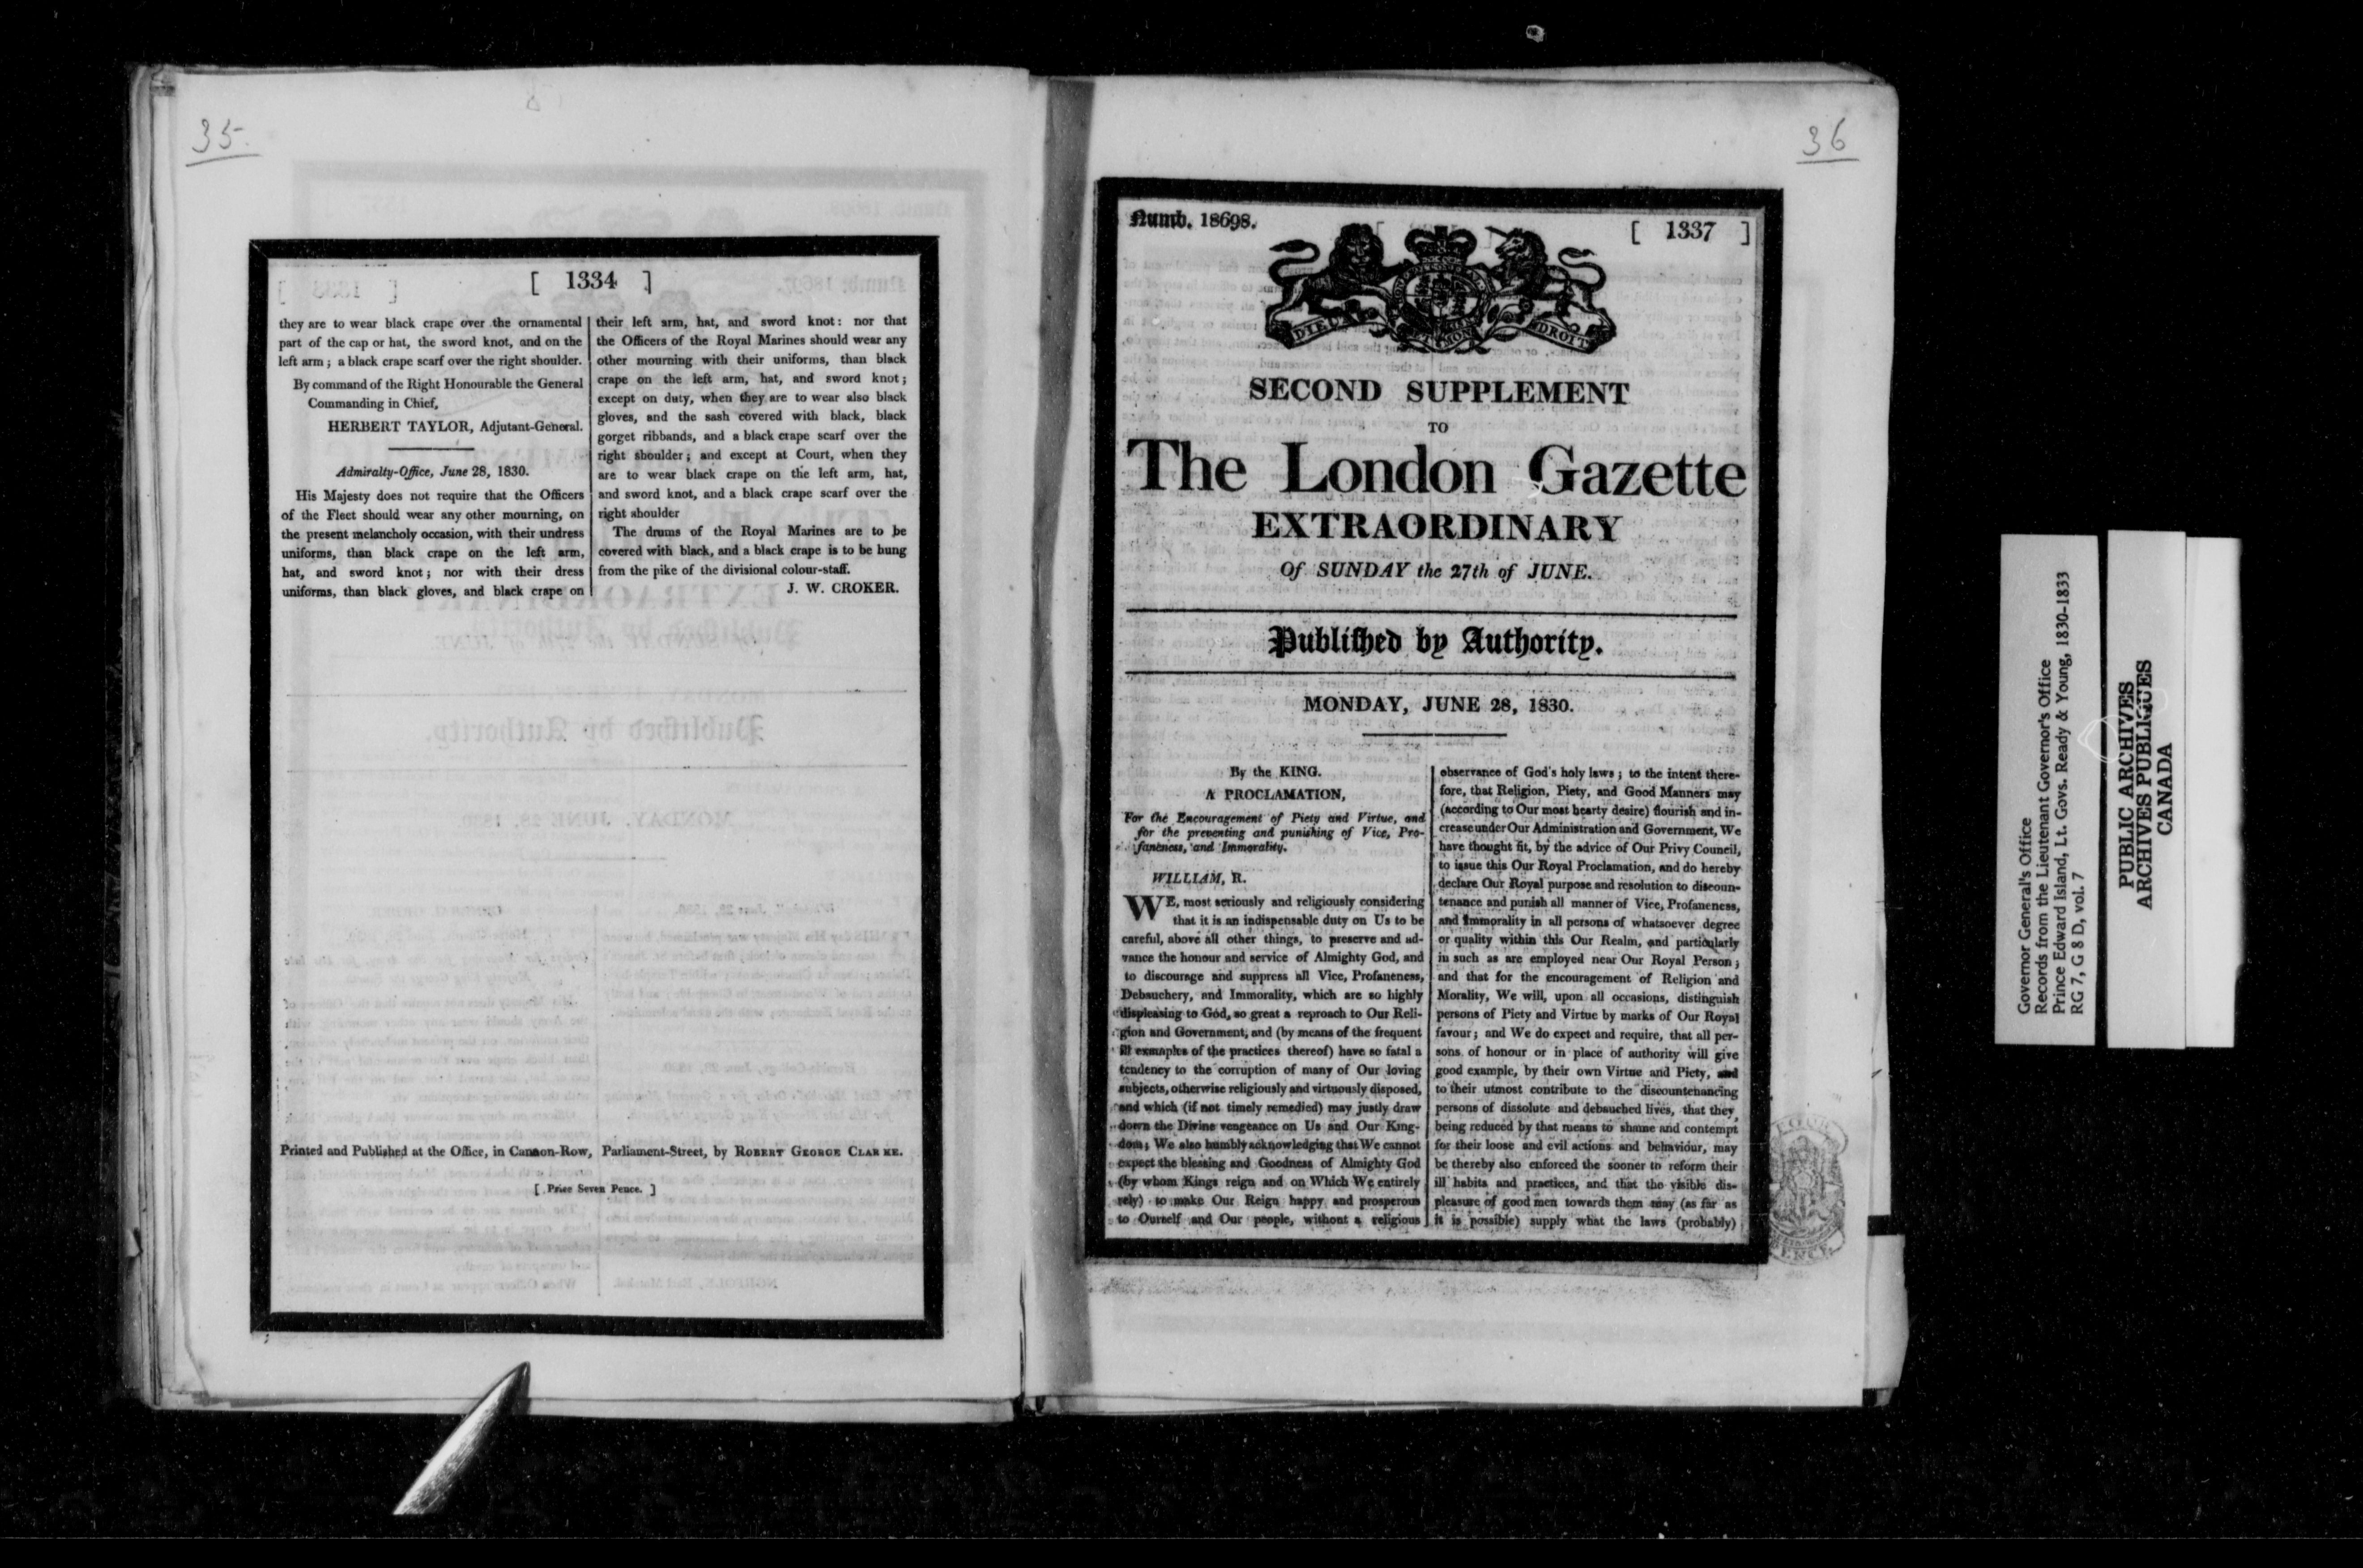 35.
[ 1334 ]
they are to wear black crape over the ornamental
part of the cap or hat, the sword knot, and on the
left arm; a black crape scarf over the right shoulder.
By command of the Right Honourable the General
Commanding in Chief,
HERBERT TAYLOR, Adjutant-General.
Admiralty-Office, June 28, 1830.
His Majesty does not require that the Officers
of the Fleet should wear any other mourning, on
the present melancholy occasion, with their undress
uniforms, than black crape on the left arm,
hat, and sword knot; nor with their dress
uniforms, than black gloves, and black crape on
their left arm, hat, and sword knot: nor that
the Officers of the Royal Marines should wear any
other mourning with their uniforms, than black
crape on the left arm, hat, and sword knot;
except on duty, when they are to wear also black
gloves, and the sash covered with black, black
gorget ribbands, and a black crape scarf over the
right shoulder; and except at Court, when they
are to wear black crape on the left arm, hat,
and sword knot, and a black crape scarf over the
right shoulder
The drums of the Royal Marines are to be
covered with black, and a black crape is to be hung
from the pike of the divisional colour-staff.
J. W. CROKER.
Printed and Published at the Office, in Cannon-Row, Parliament-Street, by ROBERT GEORGE CLARKE.
[ Price Seven Pence. ]
36
Numb. 18698.
[ 1337 ]
DIEU ET MON DROIT
SECOND SUPPLEMENT
TO
The London Gazette
EXTRAORDINARY
Of SUNDAY the 27th of JUNE.
Published by Authority.
MONDAY, JUNE 28, 1830.
By the KING.
A PROCLAMATION,
For the Encouragement of Piety and Virtue, and
for the preventing and punishing of Vice, Pro-
faneness, and Immorality.
WILLIAM, R.
WE, most seriously and religiously considering
that it is an indispensable duty on Us to be
careful, above all other things, to preserve and ad-
vance the honour and service of Almighty God, and
to discourage and suppress all Vice, Profaneness,
Debauchery, and Immorality, which are so highly
displeasing to God, so great a reproach to Our Reli-
gion and Government, and (by means of the frequent
ill examples of the practices thereof) have so fatal a
tendency to the corruption of many of Our loving
subjects, otherwise religiously and virtuously disposed,
and which (if not timely remedied) may justly draw
down the Divine vengeance on Us and Our King-
dom; We also humbly acknowledging that We cannot
expect the blessing and Goodness of Almighty God
(by whom Kings reign and on Which We entirely
rely) to make Our Reign happy and prosperous
to Ourself and Our people, without a religious
observance of God's holy laws; to the intent there-
fore, that Religion, Piety, and Good Manners may
(according to Our most hearty desire) flourish and in-
crease under Our Administration and Government, We
have thought fit, by the advice of Our Privy Council,
to issue this Our Royal Proclamation, and do hereby
declare Our Royal purpose and resolution to discoun-
tenance and punish all manner of Vice, Profaneness,
and Immorality in all persons of whatsoever degree
or quality within this Our Realm, and particularly
in such as are employed near Our Royal Person;
and that for the encouragement of Religion and
Morality, We will, upon all occasions, distinguish
persons of Piety and Virtue by marks of Our Royal
favour; and We do expect and require, that all per-
sons of honour or in place of authority will give
good example, by their own Virtue and Piety, and
to their utmost contribute to the discountenancing
persons of dissolute and debauched lives, that they
being reduced by that means to shame and contempt
for their loose and evil actions and behaviour, may
be thereby also enforced the sooner to reform their
ill habits and practices, and that the visible dis-
pleasure of good men towards them may (as far as
it is possible) supply what the laws (probably)
Governor General's Office
Records from the Lieutenant Governor's Office
Prince Edward Island, Lt. Govs. Ready & Young, 1830-1833
RG 7, G 8 D, vol. 7
PUBLIC ARCHIVES
ARCHIVES PUBLIQUES
CANADA